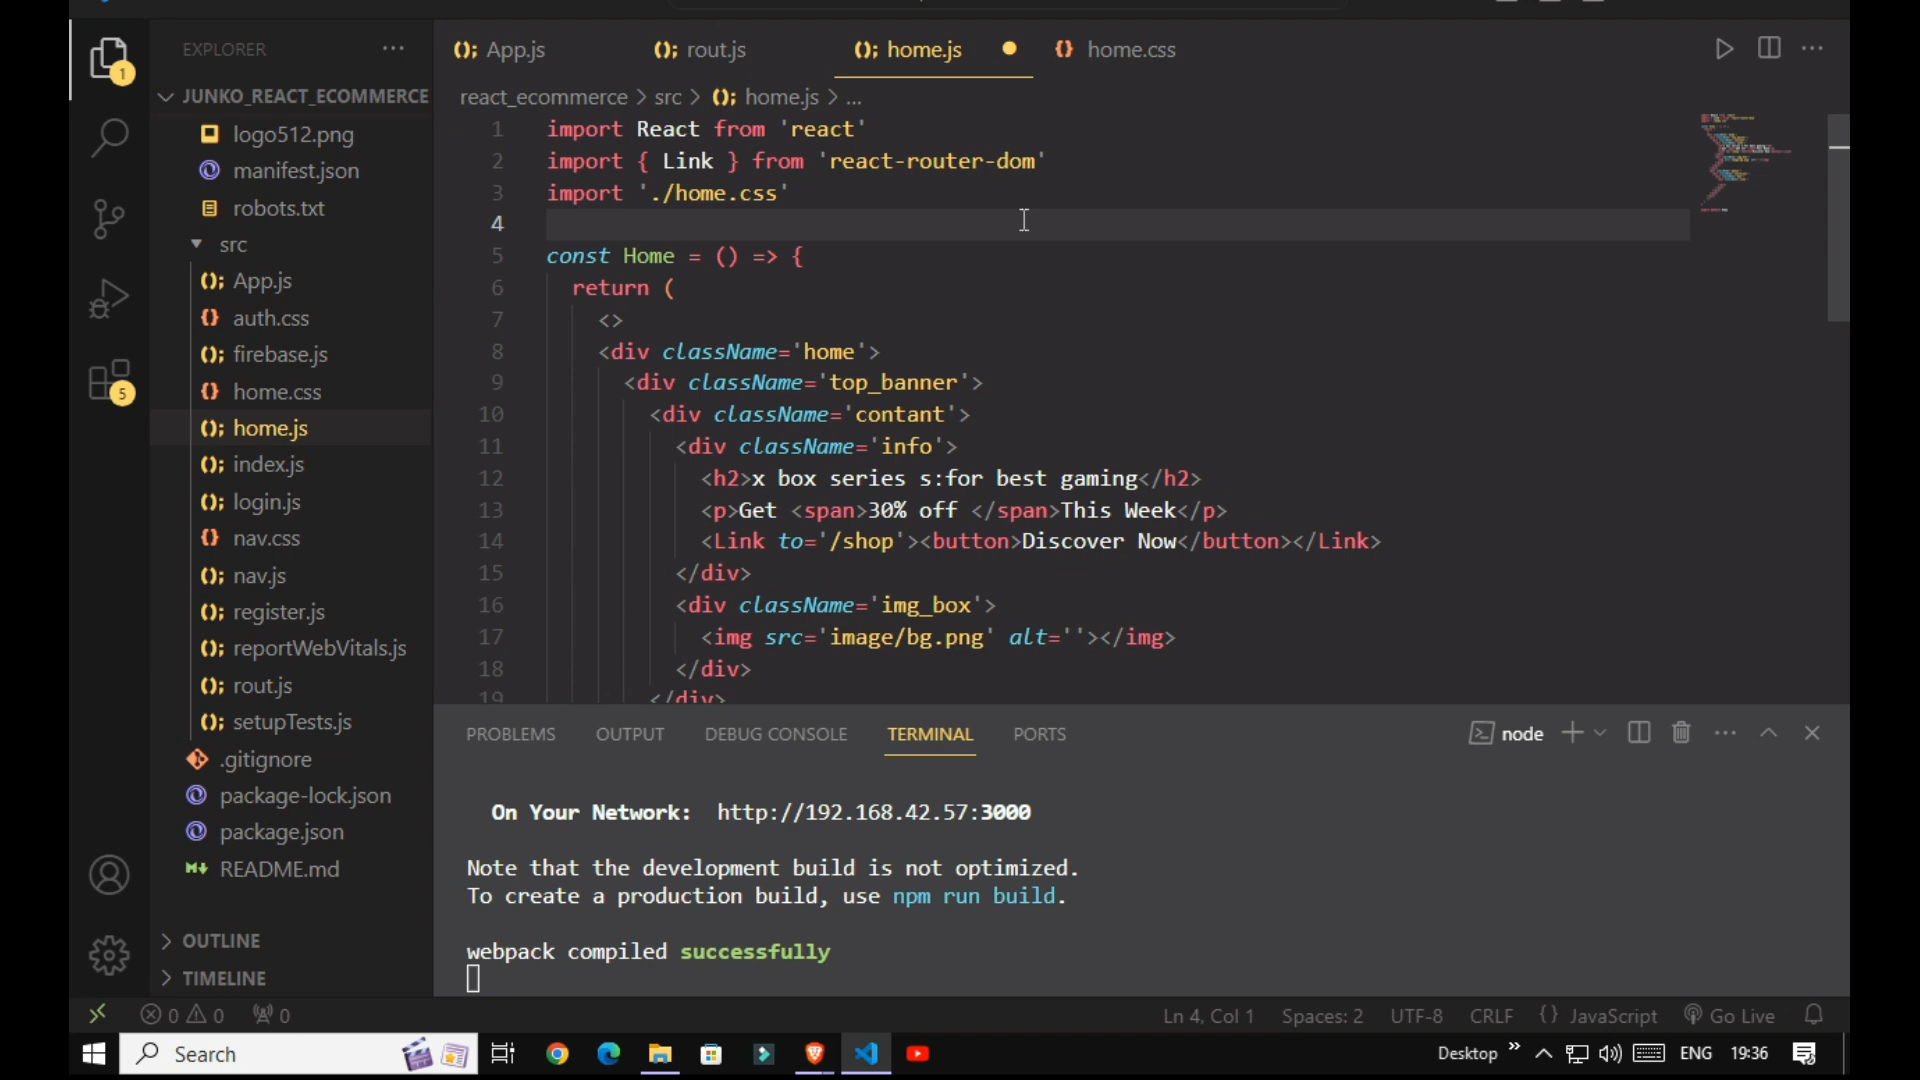 EXPLORER
JUNKO_REACT_ECOMMERCE
logo512.png
manifest.json
robots.txt
src
App.js
auth.css
firebase.js
home.css
home.js
index.js
login.js
nav.css
nav.js
register.js
reportWebVitals.js
rout.js
setupTests.js
.gitignore
package-lock.json
package.json
README.md
OUTLINE
TIMELINE
1
5
App.js rout.js home.js home.css
react_ecommerce > src > home.js > ...
1 import React from 'react'
2 import { Link } from 'react-router-dom'
3 import './home.css'
4
5 const Home = () => {
6 return (
7 <>
8 <div className='home'>
9 <div className='top_banner'>
10 <div className='contant'>
11 <div className='info'>
12 <h2>x box series s:for best gaming</h2>
13 <p>Get <span>30% off </span>This Week</p>
14 <Link to='/shop'><button>Discover Now</button></Link>
15 </div>
16 <div className='img_box'>
17 <img src='image/bg.png' alt=''></img>
18 </div>
19 </div>
PROBLEMS OUTPUT DEBUG CONSOLE TERMINAL PORTS node
On Your Network: http://192.168.42.57:3000
Note that the development build is not optimized.
To create a production build, use npm run build.
webpack compiled successfully
0 0 0 Ln 4, Col 1 Spaces: 2 UTF-8 CRLF {} JavaScript Go Live
Search Desktop ENG 19:36